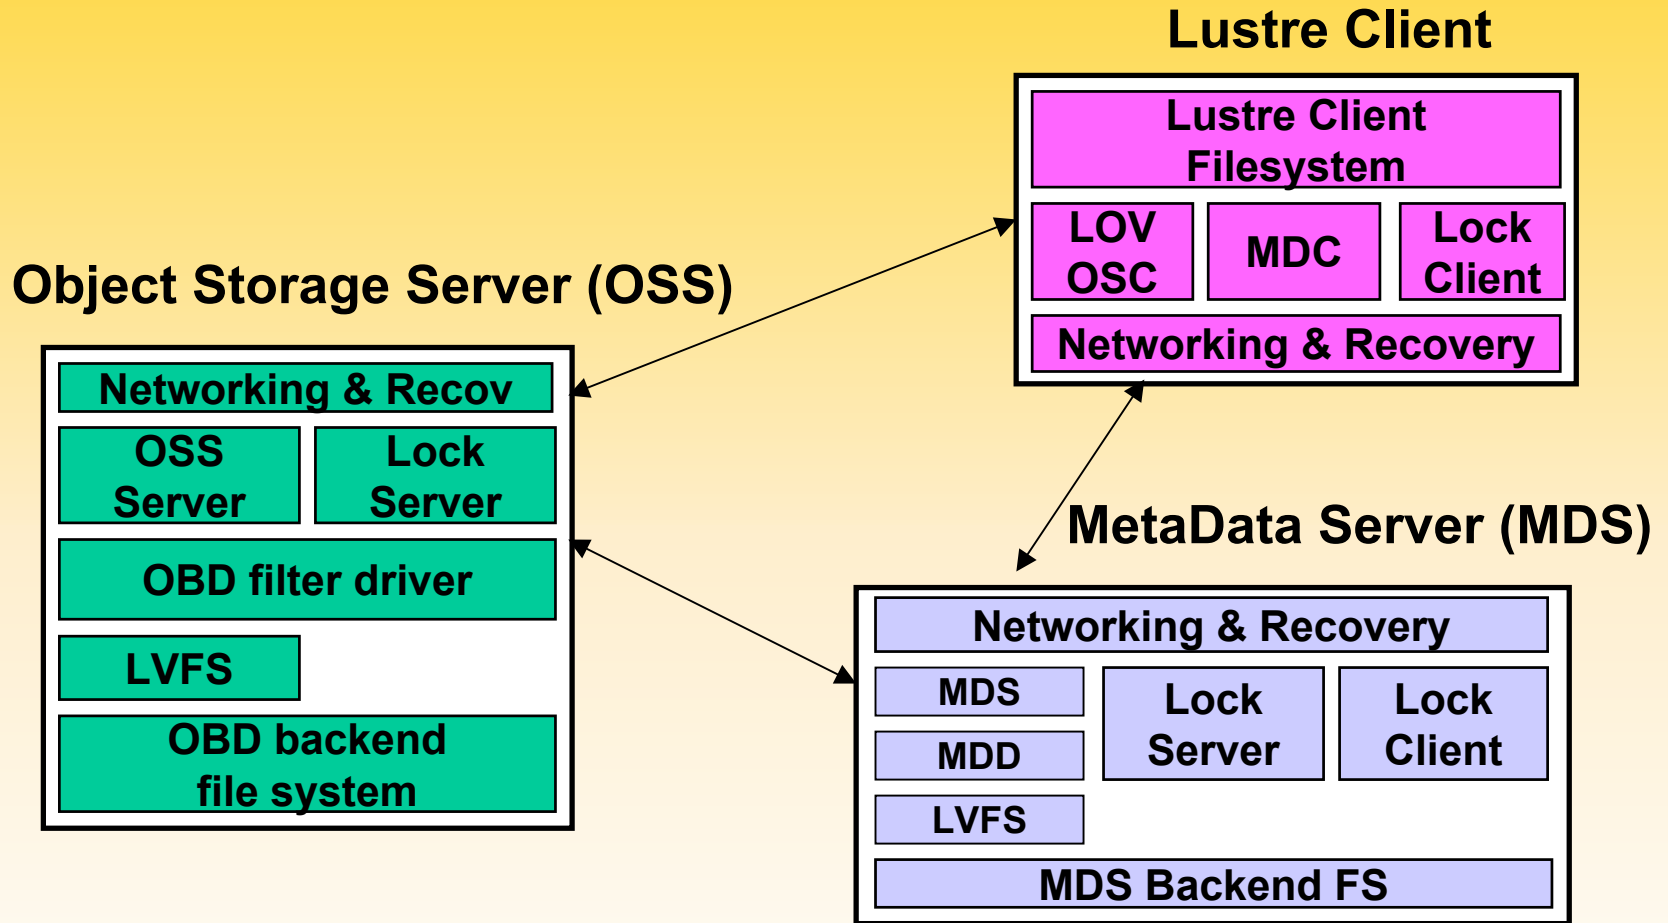 Lustre Client
Lustre Client
Filesystem
LOV
OSC
MDC
Lock
Client
Networking & Recovery
Object Storage Server (OSS)
Networking & Recov
OSS
Server
Lock
Server
OBD filter driver
LVFS
OBD backend
file system
MetaData Server (MDS)
Networking & Recovery
MDS
MDD
LVFS
Lock
Server
Lock
Client
MDS Backend FS